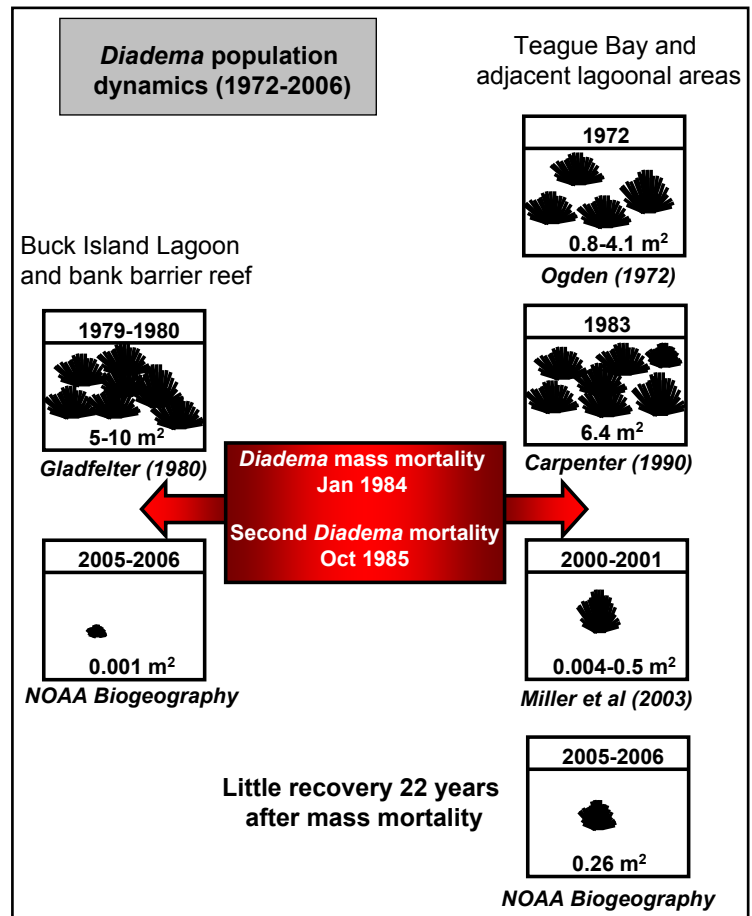 Diadema population
dynamics (1972-2006)
Teague Bay and
adjacent lagoonal areas
1972
0.8-4.1 m²
Ogden (1972)
Buck Island Lagoon
and bank barrier reef
1979-1980
5-10 m²
Gladfelter (1980)
1983
6.4 m²
Carpenter (1990)
Diadema mass mortality
Jan 1984
Second Diadema mortality
Oct 1985
2005-2006
0.001 m²
NOAA Biogeography
2000-2001
0.004-0.5 m²
Miller et al (2003)
Little recovery 22 years
after mass mortality
2005-2006
0.26 m²
NOAA Biogeography